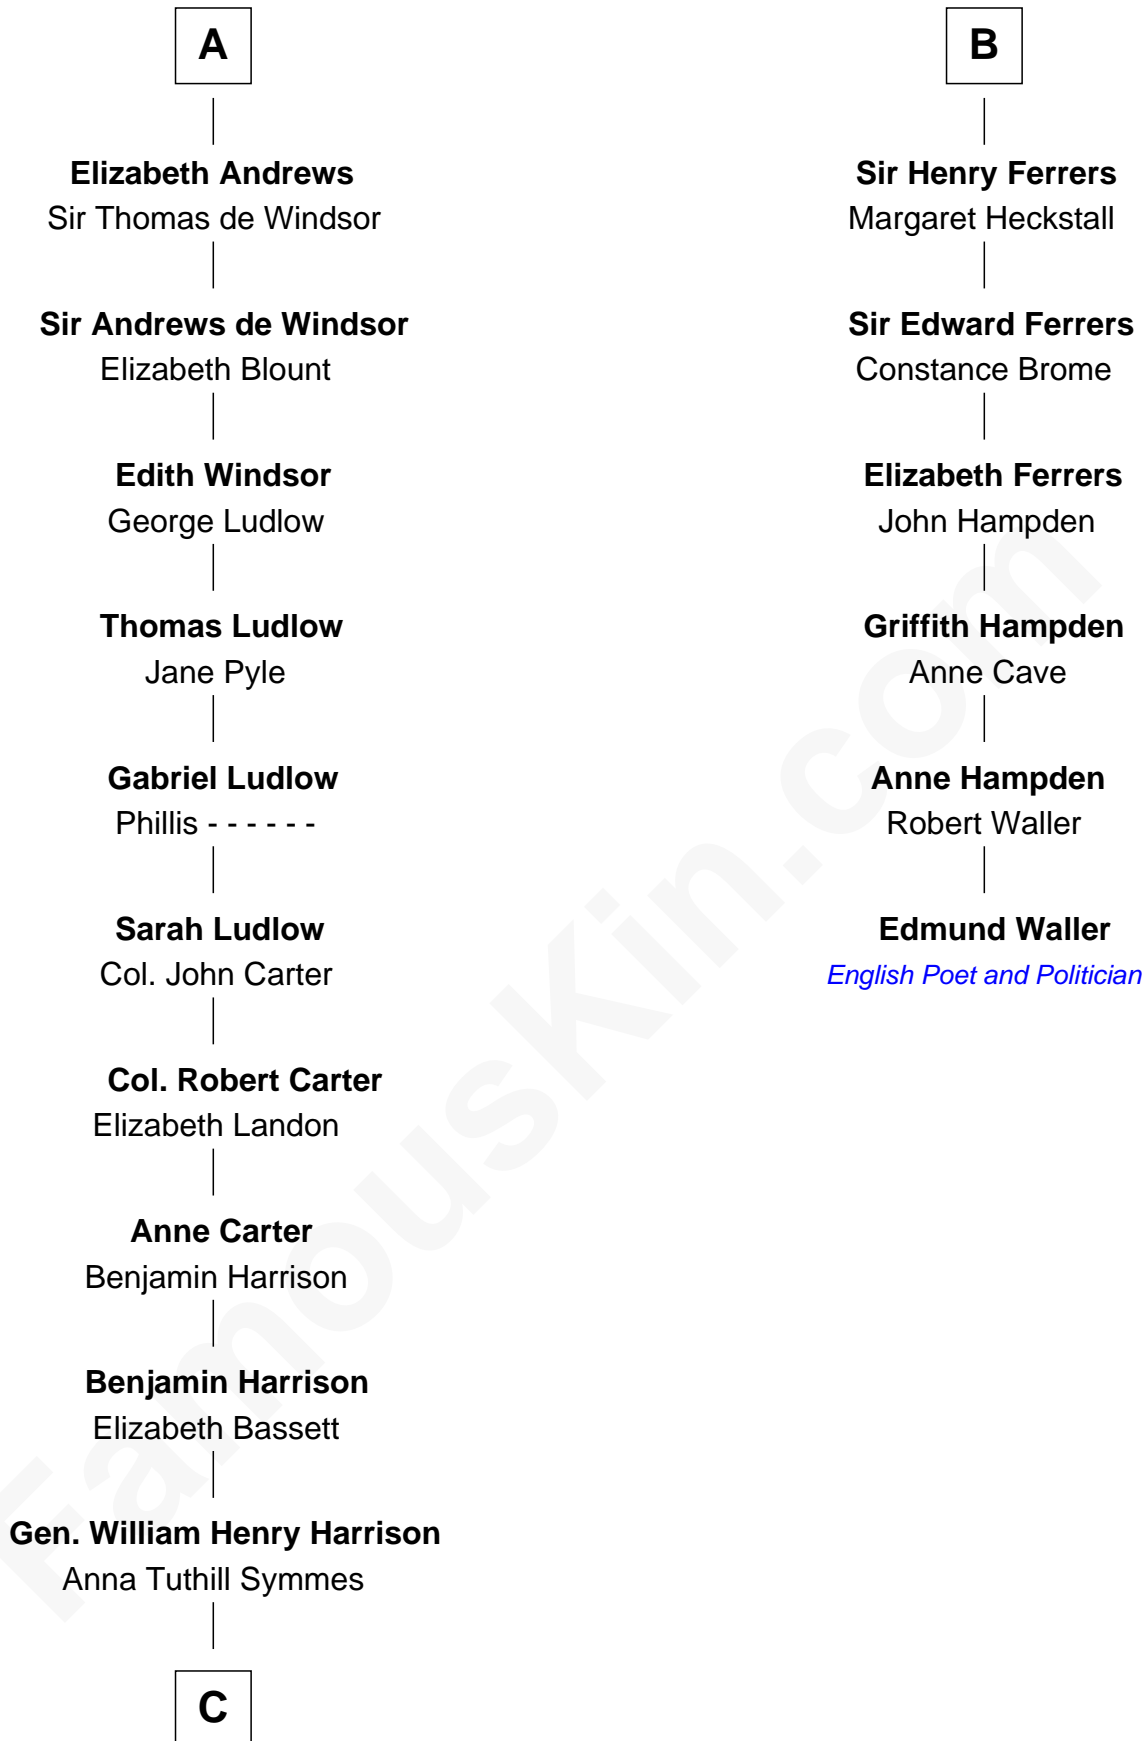 A
Elizabeth Andrews
Sir Thomas de Windsor
Sir Andrews de Windsor
Elizabeth Blount
Edith Windsor
George Ludlow
Thomas Ludlow
Jane Pyle
Gabriel Ludlow
Phillis - - - - - -
Sarah Ludlow
Col. John Carter
Col. Robert Carter
Elizabeth Landon
Anne Carter
Benjamin Harrison
Benjamin Harrison
Elizabeth Bassett
Gen. William Henry Harrison
Anna Tuthill Symmes
C
B
Sir Henry Ferrers
Margaret Heckstall
Sir Edward Ferrers
Constance Brome
Elizabeth Ferrers
John Hampden
Griffith Hampden
Anne Cave
Anne Hampden
Robert Waller
Edmund Waller
English Poet and Politician
FamousKin.com